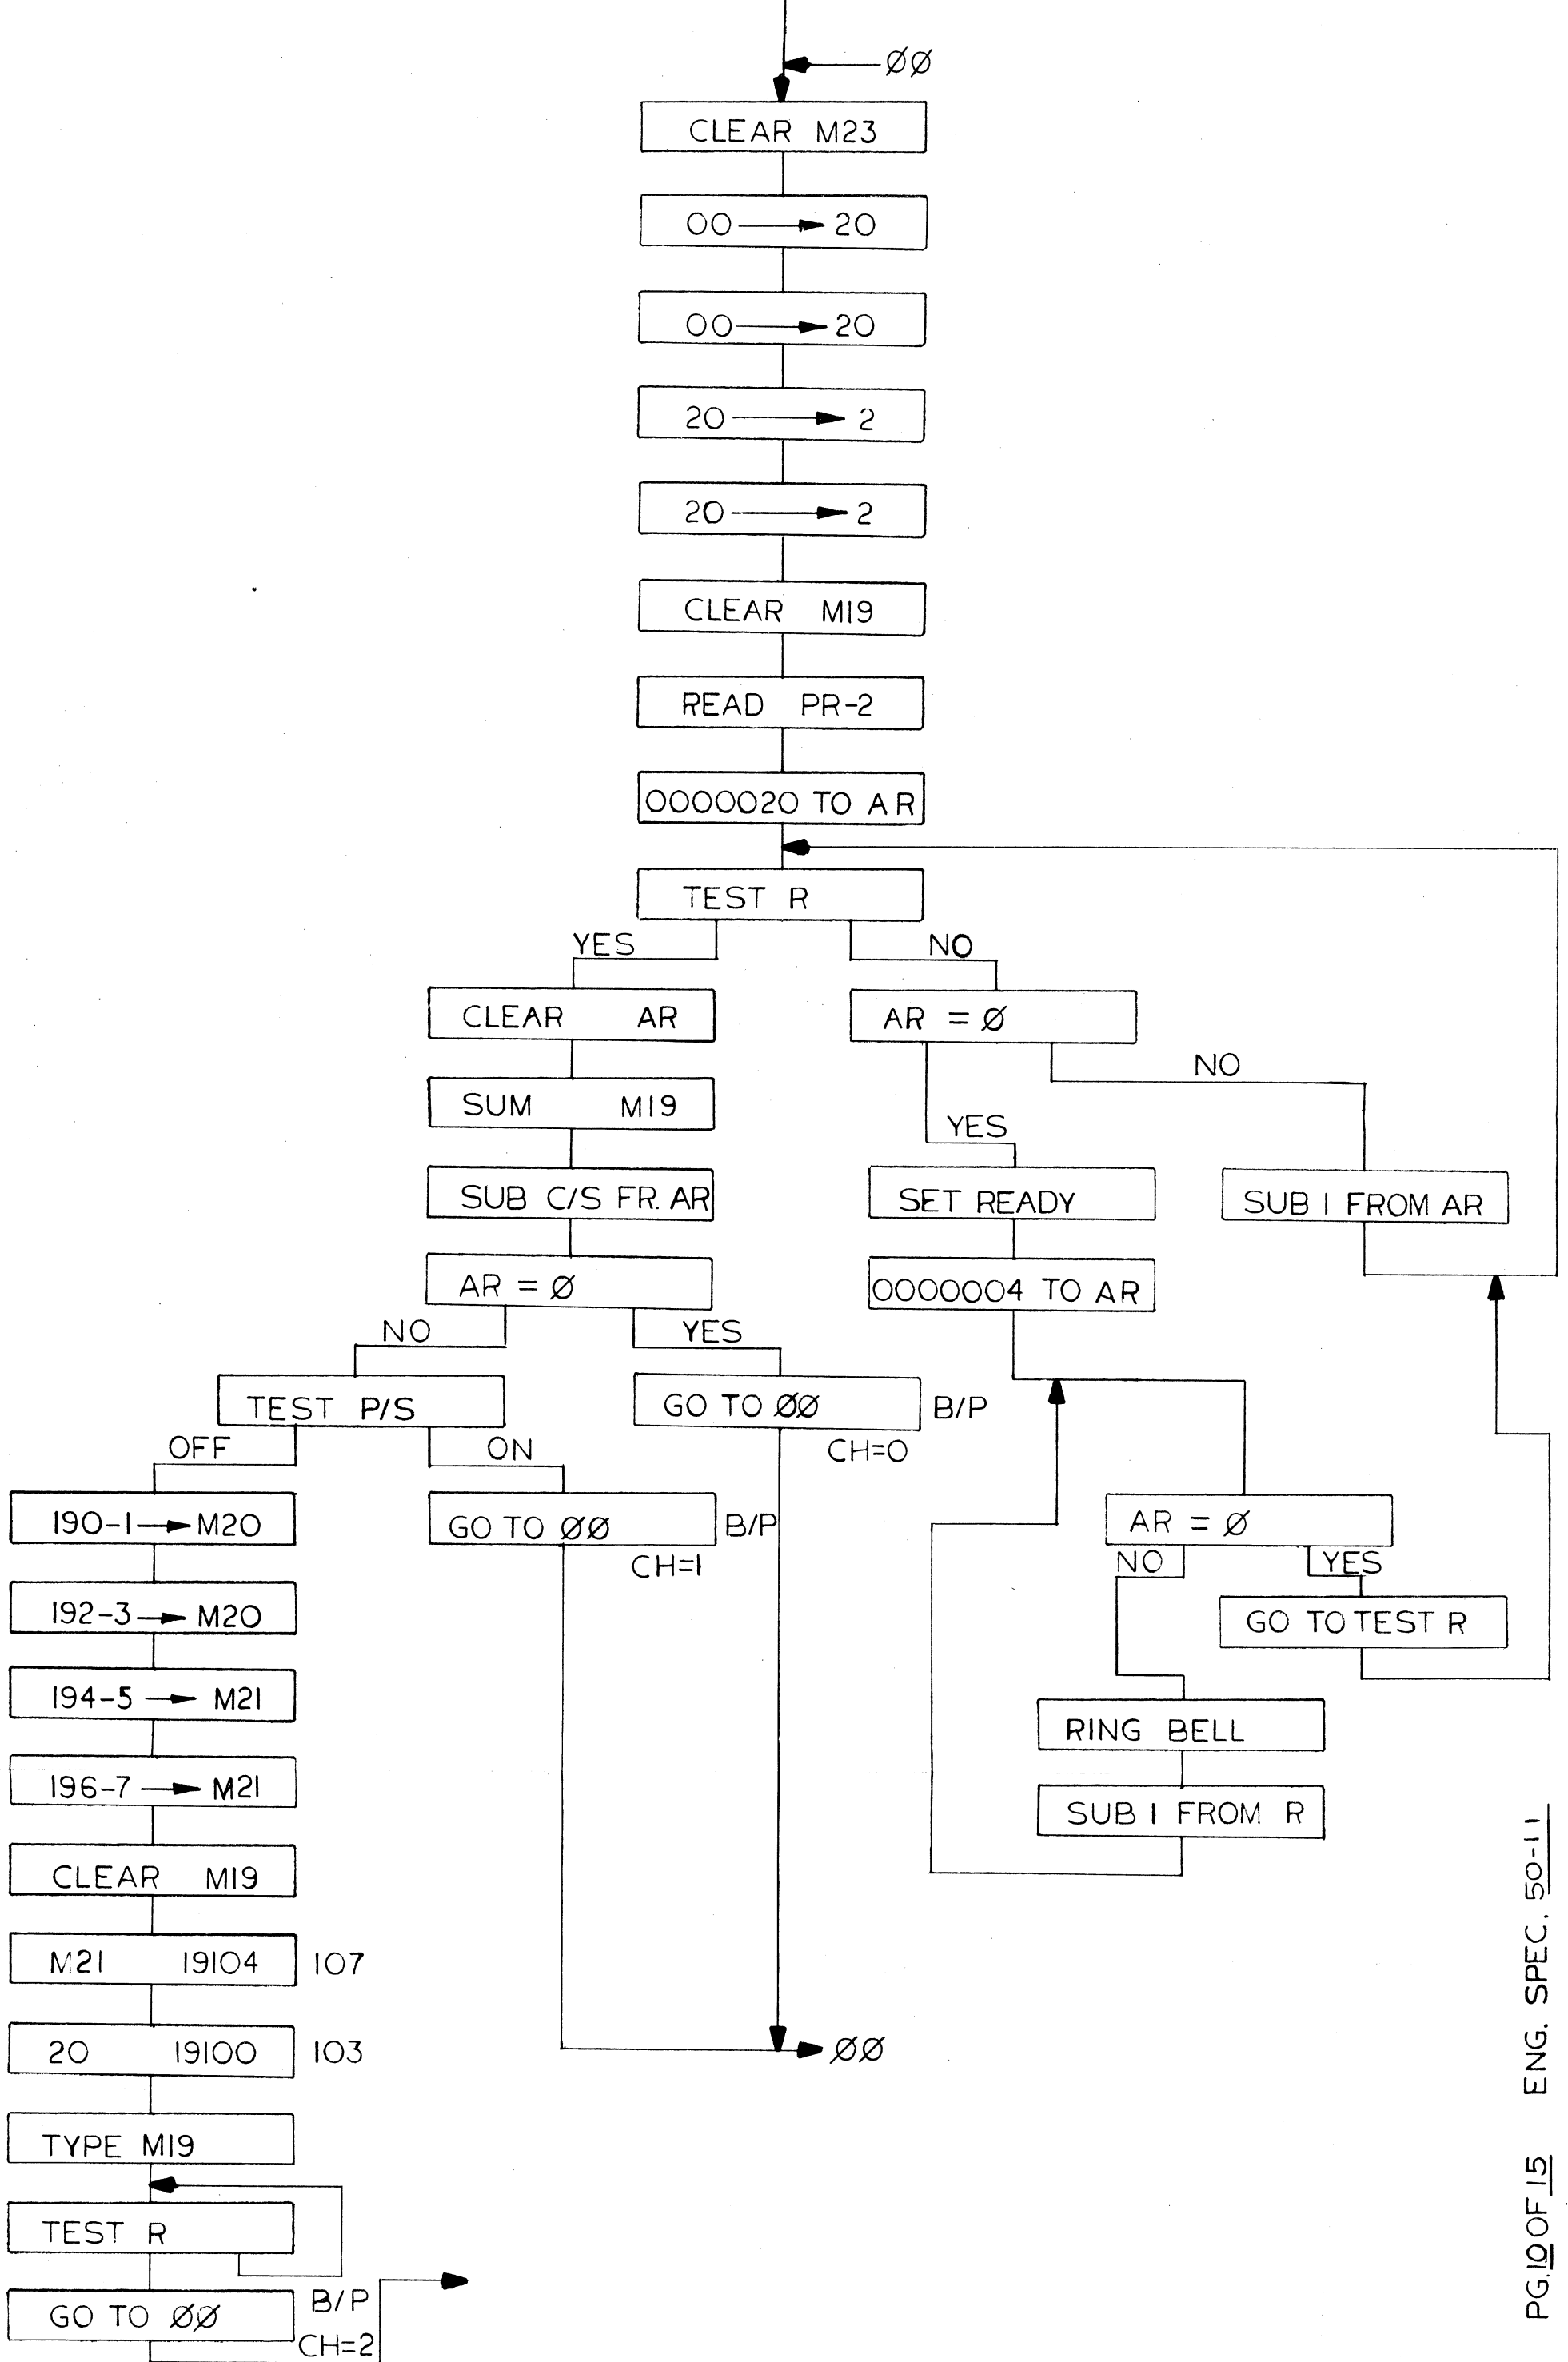 ØØ
CLEAR M23
00 → 20
00 → 20
20 → 2
20 → 2
CLEAR M19
READ PR-2
0000020 TO AR
TEST R
YES
NO
CLEAR AR
AR = Ø
NO
SUM M19
YES
SUB C/S FR. AR
SET READY
SUB 1 FROM AR
AR = Ø
0000004 TO AR
NO
YES
TEST P/S
GO TO ØØ
B/P
CH=0
OFF
ON
190-1 → M20
GO TO ØØ
B/P
CH=1
AR = Ø
NO
YES
192-3 → M20
GO TO TEST R
194-5 → M21
RING BELL
196-7 → M21
SUB 1 FROM R
CLEAR M19
M21 19104
107
20 19100
103
ØØ
TYPE M19
TEST R
GO TO ØØ
B/P
CH=2
PG. 10 OF 15 ENG. SPEC. 50-11